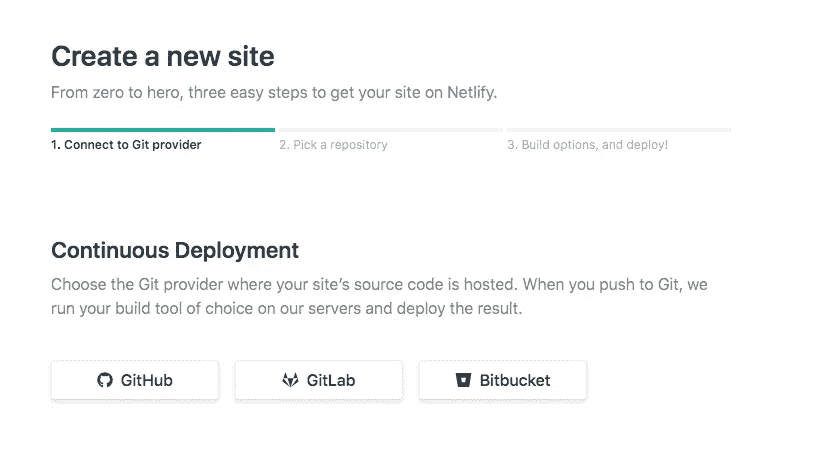 Create a new site
From zero to hero, three easy steps to get your site on Netlify.
1. Connect to Git provider
2. Pick a repository
3. Build options, and deploy!
Continuous Deployment
Choose the Git provider where your site's source code is hosted. When you push to Git, we
run your build tool of choice on our servers and deploy the result.
GitHub
GitLab
Bitbucket